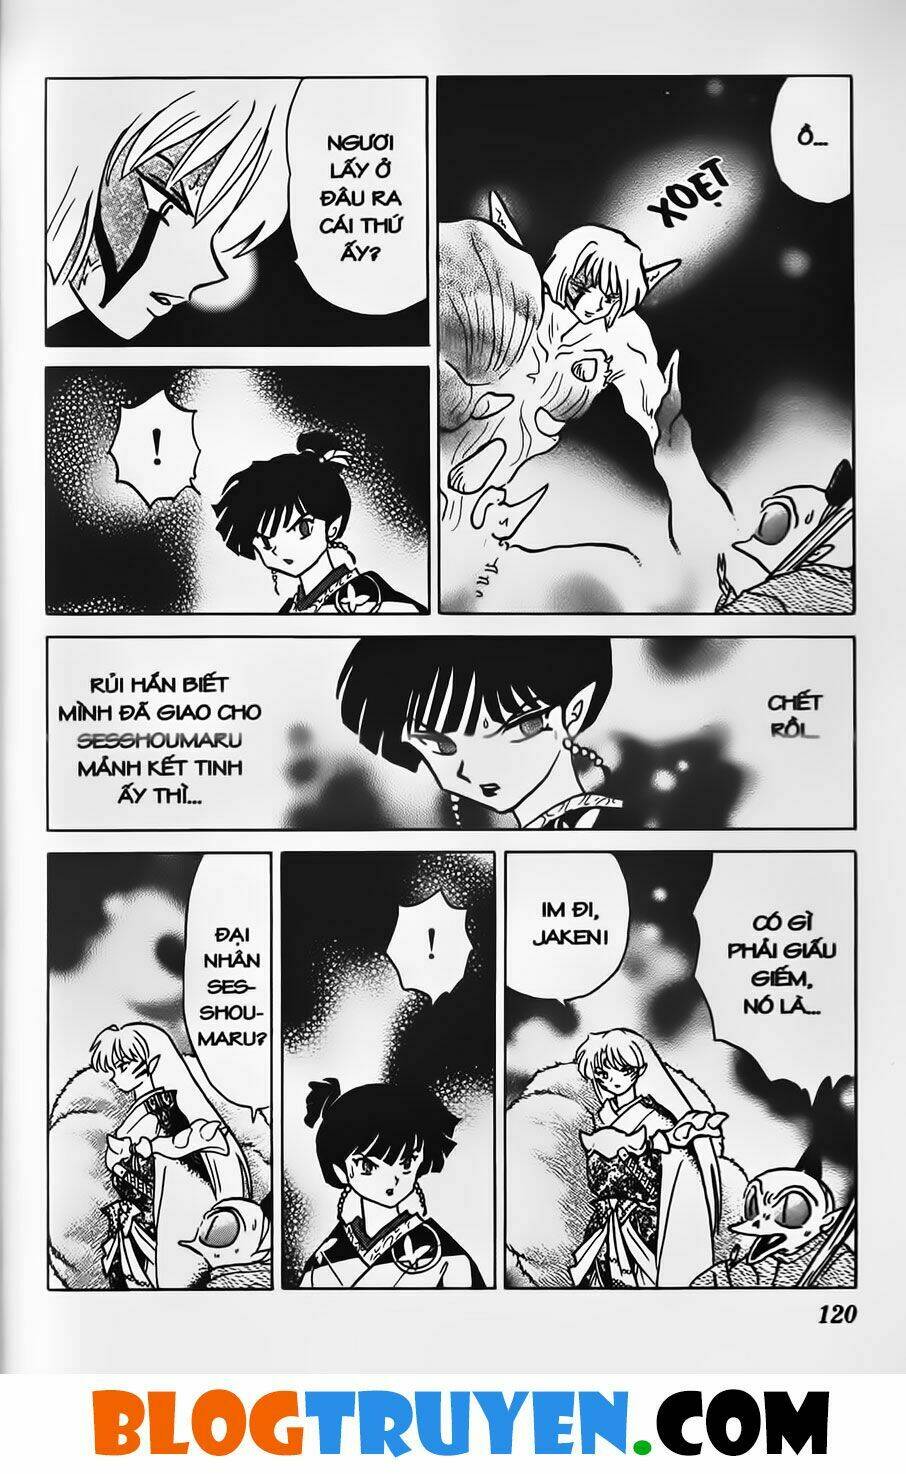 Ồ...
XOẸT
NGƯƠI
LẤY Ở
ĐÂU RA
CÁI THỨ
ẤY?
!
CHẾT
RỒI...
RỦI HẮN BIẾT
MÌNH ĐÃ GIAO CHO
SESSHOUMARU
MẢNH KẾT TINH
ẤY THÌ...
CÓ GÌ
PHẢI GIẤU
GIẾM,
NÓ LÀ...
IM ĐI,
JAKEN!
!
ĐẠI
NHÂN
SES-
SHOU-
MARU?
120
BLOGTRUYEN.COM